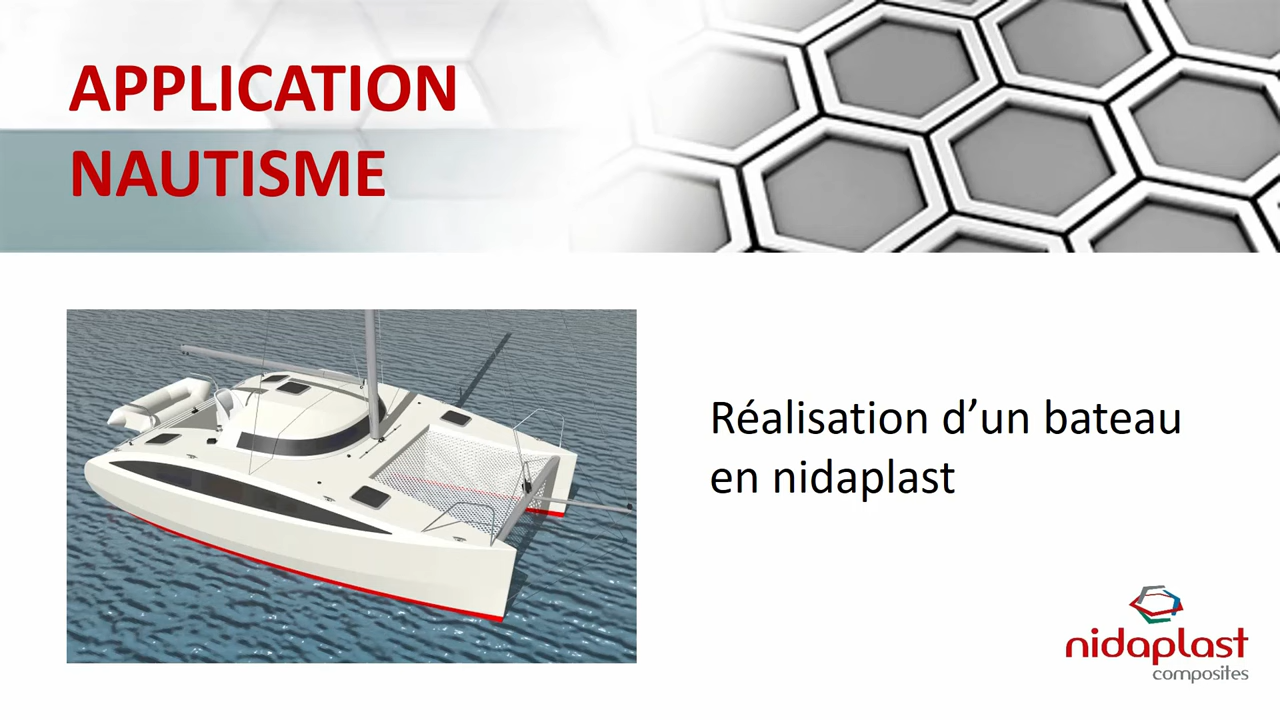 APPLICATION
NAUTISME
Réalisation d’un bateau
en nidaplast
nidaplast
composites